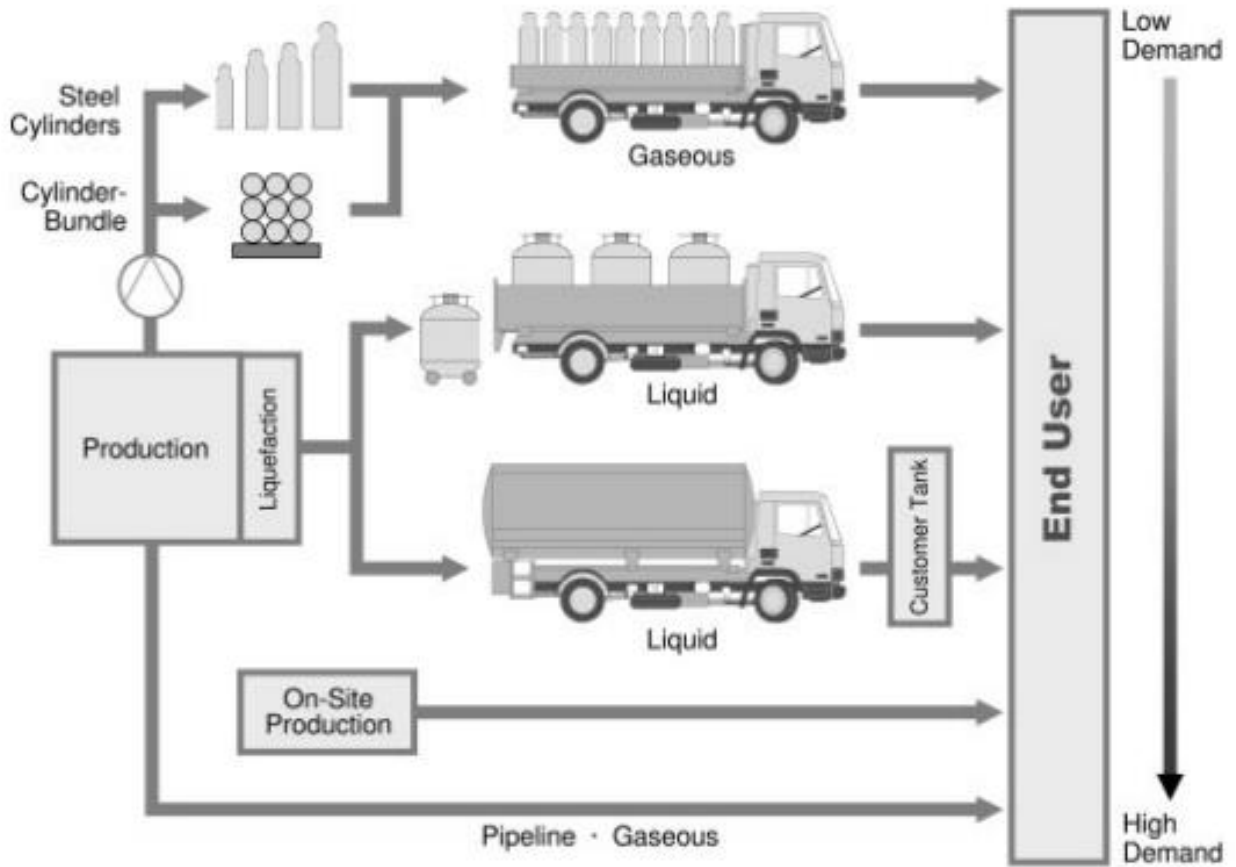 Low
Demand
Steel
Cylinders
Gaseous
Cylinder-
Bundle
Liquid
Production
Liquefaction
Customer Tank
End User
Liquid
On-Site
Production
Pipeline · Gaseous
High
Demand